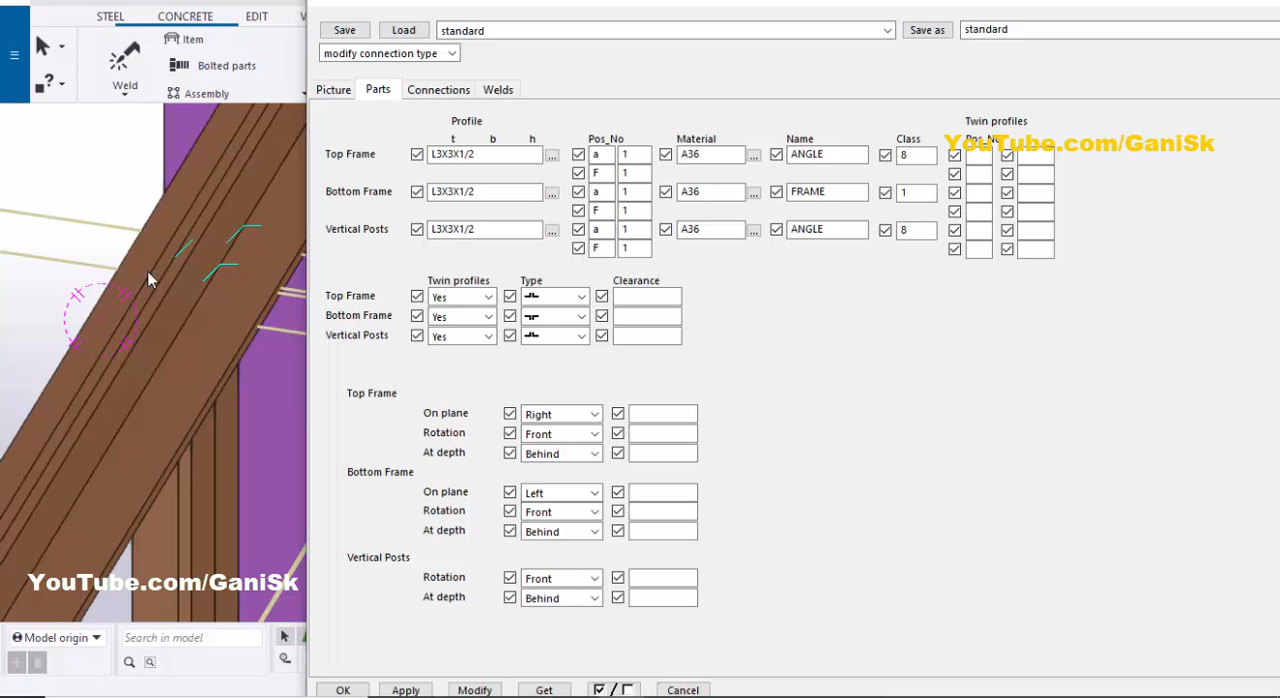 STEEL CONCRETE EDIT V
Item
Weld
Bolted parts
Assembly
Save Load standard Save as standard
modify connection type
Picture Parts Connections Welds
Profile Twin profiles
t b h Pos_No Material Name Class
Top Frame L3X3X1/2 ... a 1 A36 ... ANGLE 8
F 1
Bottom Frame L3X3X1/2 ... a 1 A36 ... FRAME 1
F 1
Vertical Posts L3X3X1/2 ... a 1 A36 ... ANGLE 8
F 1
YouTube.com/GaniSk
Twin profiles Type Clearance
Top Frame Yes
Bottom Frame Yes
Vertical Posts Yes
Top Frame
On plane Right
Rotation Front
At depth Behind
Bottom Frame
On plane Left
Rotation Front
At depth Behind
Vertical Posts
Rotation Front
At depth Behind
YouTube.com/GaniSk
Model origin Search in model
OK Apply Modify Get / Cancel